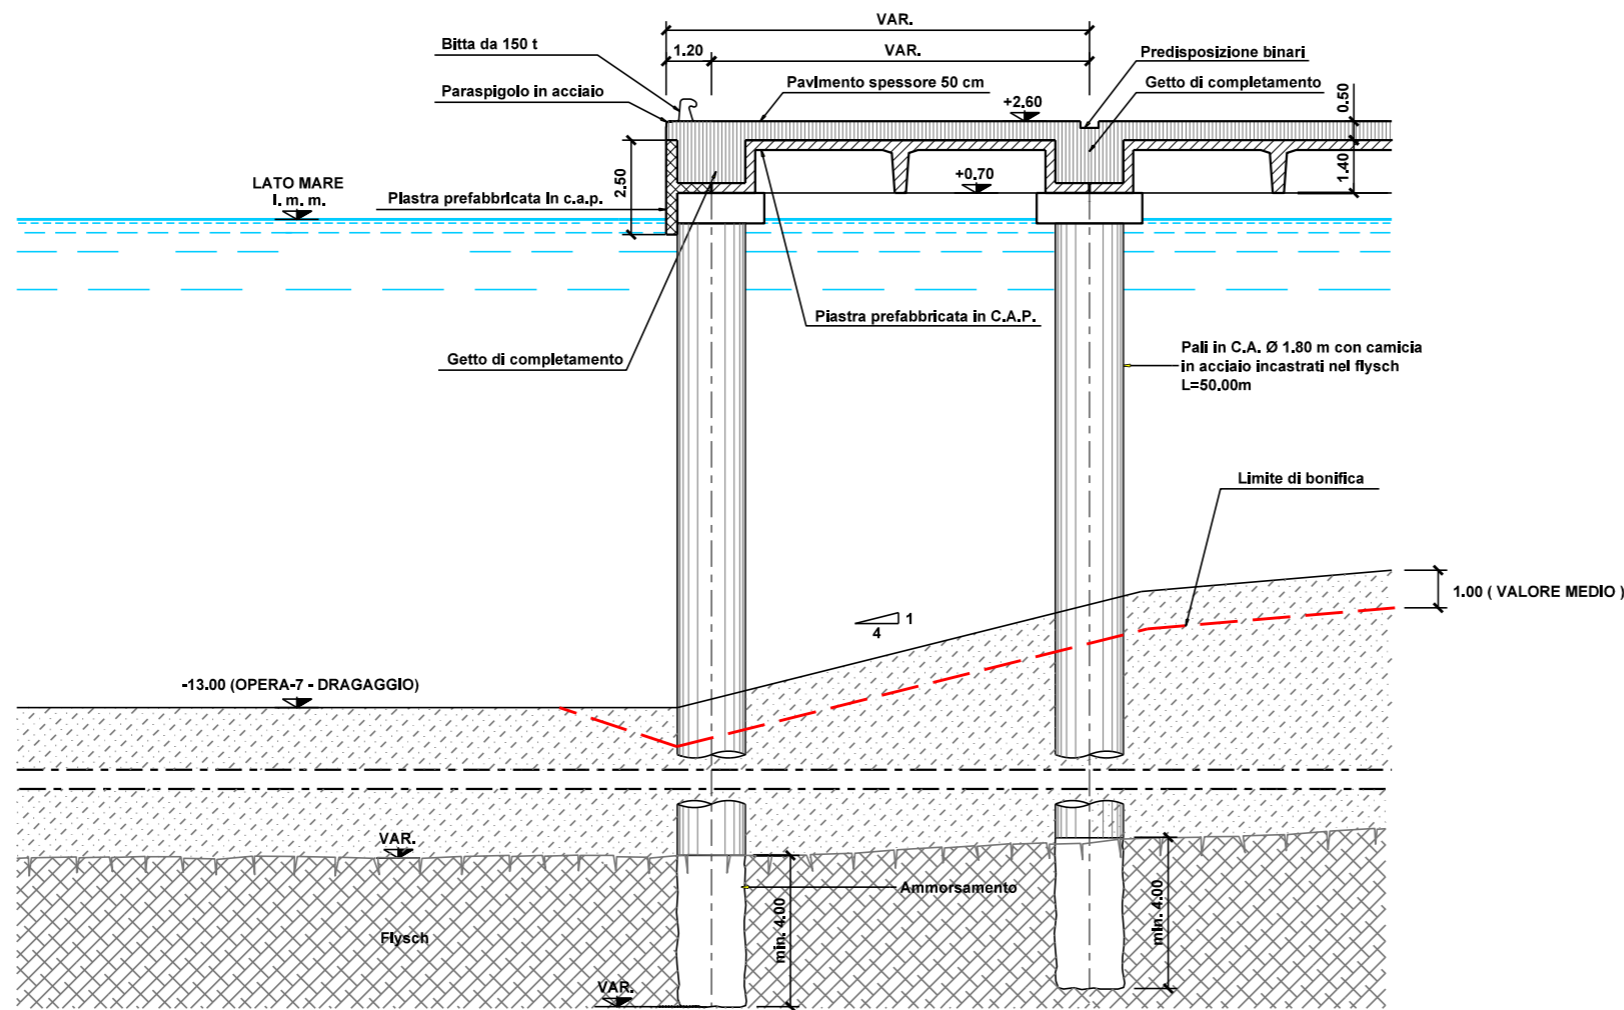 VAR.
Bitta da 150 t
1.20
VAR.
Predisposizione binari
Paraspigolo in acciaio
Pavimento spessore 50 cm
Getto di completamento
+2.60
0.50
2.50
1.40
LATO MARE
l. m. m.
+0.70
Piastra prefabbricata in c.a.p.
Piastra prefabbricata in C.A.P.
Getto di completamento
Pali in C.A. Ø 1.80 m con camicia
in acciaio incastrati nel flysch
L=50.00m
Limite di bonifica
1.00 ( VALORE MEDIO )
1
4
-13.00 (OPERA-7 - DRAGAGGIO)
VAR.
Ammorsamento
min. 4.00
min. 4.00
Flysch
VAR.